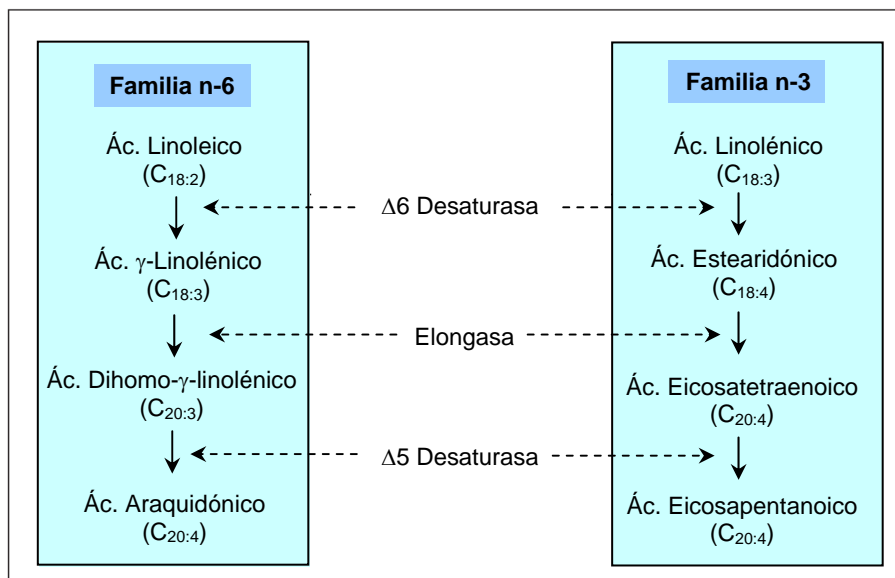 Familia n-6
Ác. Linoleico
(C18:2)
Ác. γ-Linolénico
(C18:3)
Ác. Dihomo-γ-linolénico
(C20:3)
Ác. Araquidónico
(C20:4)
Δ6 Desaturasa
Elongasa
Δ5 Desaturasa
Familia n-3
Ác. Linolénico
(C18:3)
Ác. Estearidónico
(C18:4)
Ác. Eicosatetraenoico
(C20:4)
Ác. Eicosapentanoico
(C20:4)